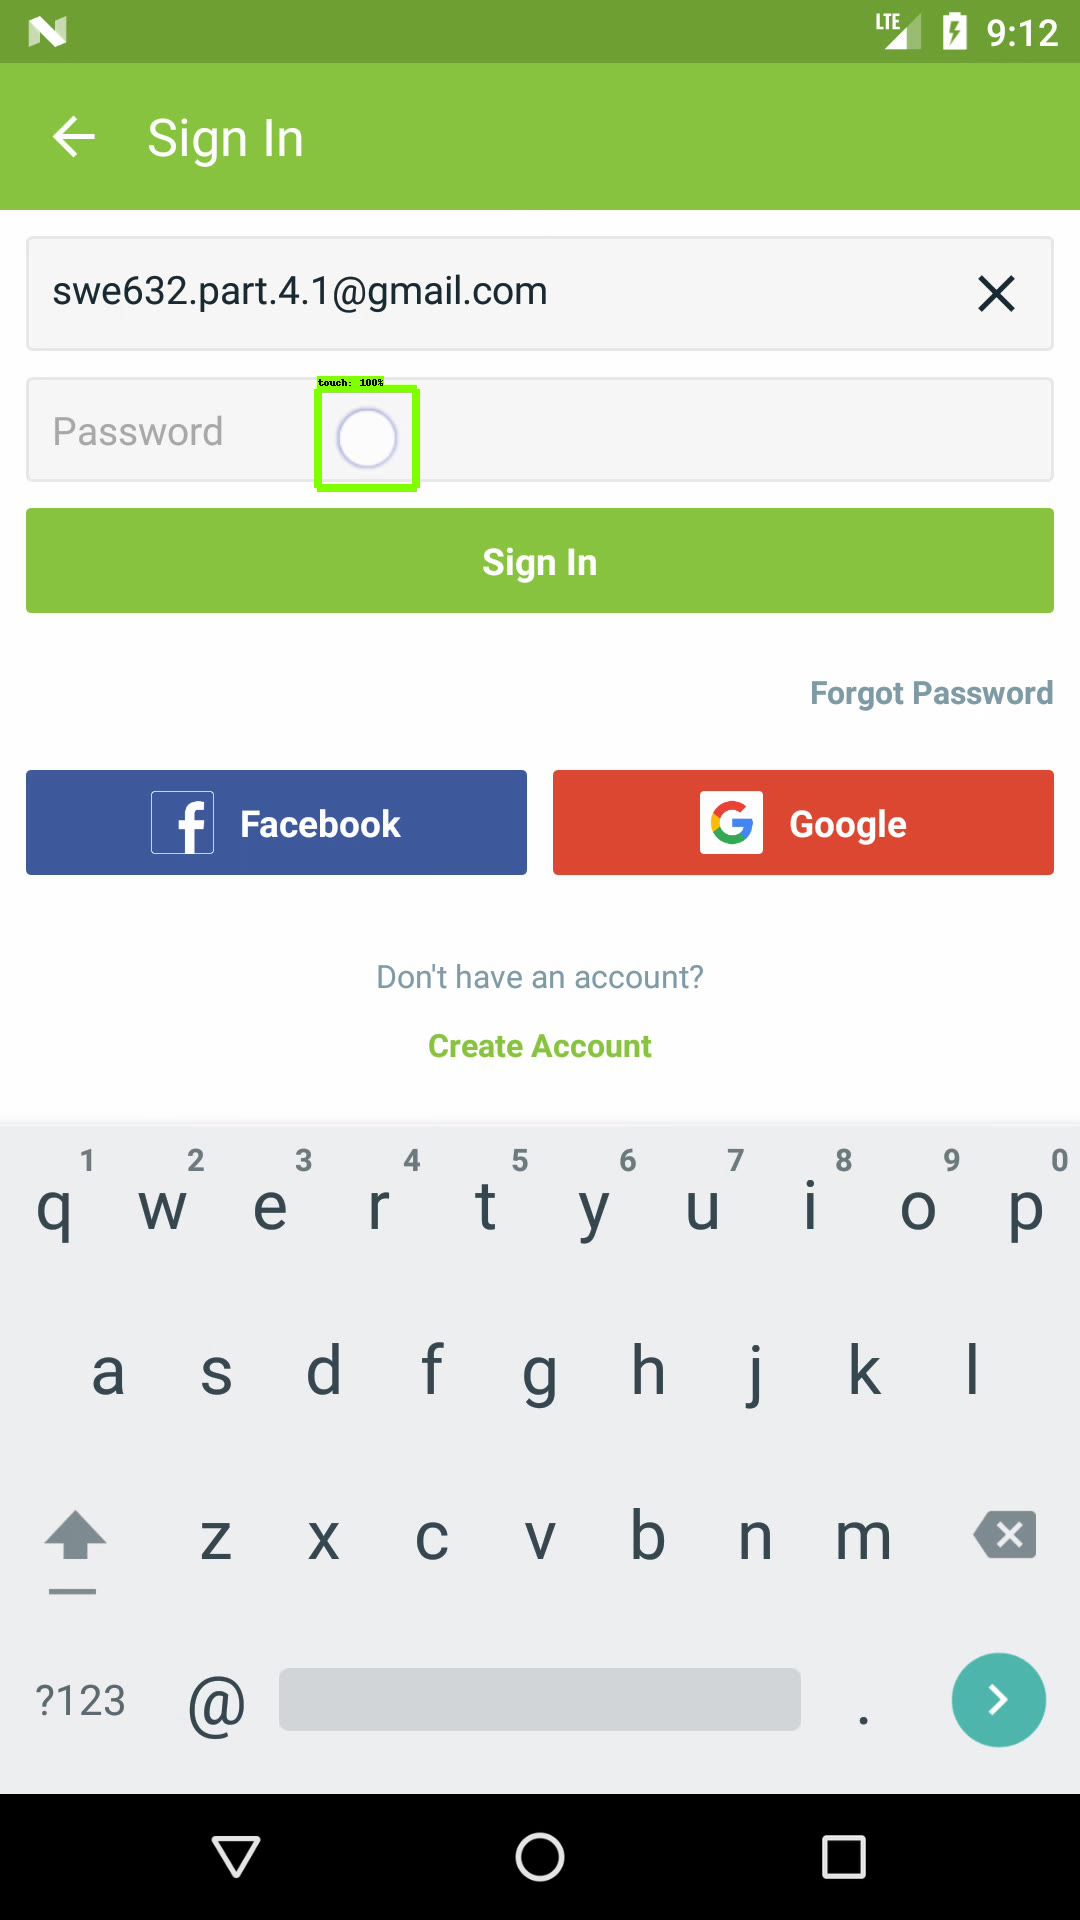 LTE 9:12
Sign In
swe632.part.4.1@gmail.com
touch: 100%
Password
Sign In
Forgot Password
Facebook
Google
Don't have an account?
Create Account
1 2 3 4 5 6 7 8 9 0
q w e r t y u i o p
a s d f g h j k l
z x c v b n m
?123 @ .